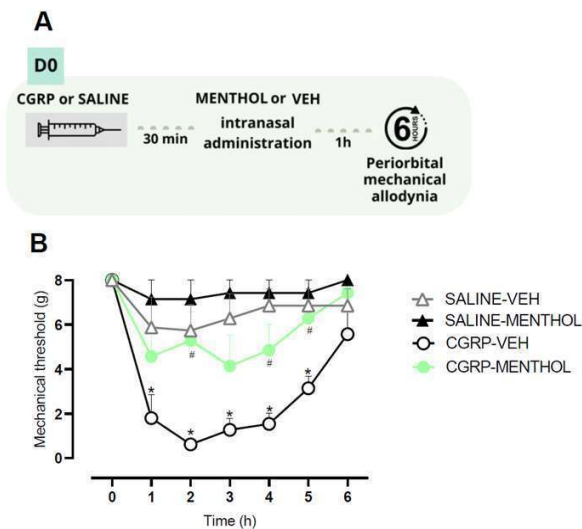 A
D0
CGRP or SALINE
30 min
MENTHOL or VEH
intranasal
administration
1h
6
HOURS
Periorbital
mechanical
allodynia
B
Mechanical threshold (g)
8
6
4
2
0
* * * * *
# # #
0 1 2 3 4 5 6
Time (h)
SALINE-VEH
SALINE-MENTHOL
CGRP-VEH
CGRP-MENTHOL